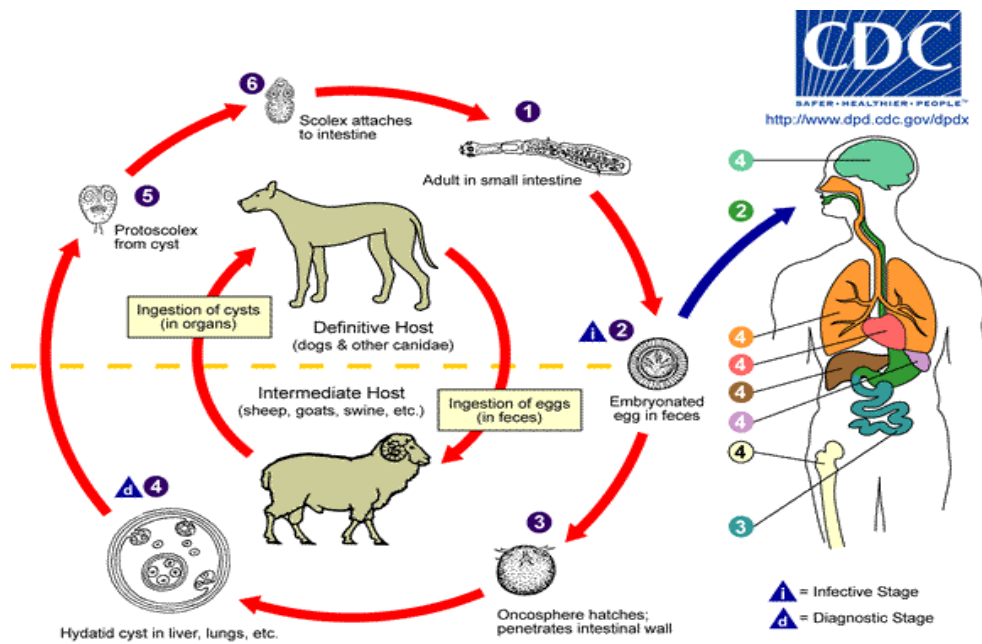 CDC
SAFER • HEALTHIER • PEOPLE™
http://www.dpd.cdc.gov/dpdx
6
Scolex attaches
to intestine
1
Adult in small intestine
5
Protoscolex
from cyst
Ingestion of cysts
(in organs)
Definitive Host
(dogs & other canidae)
i 2
Embryonated
egg in feces
Intermediate Host
(sheep, goats, swine, etc.)
Ingestion of eggs
(in feces)
d 4
Hydatid cyst in liver, lungs, etc.
3
Oncosphere hatches;
penetrates intestinal wall
4
2
4
4
4
4
4
3
i = Infective Stage
d = Diagnostic Stage